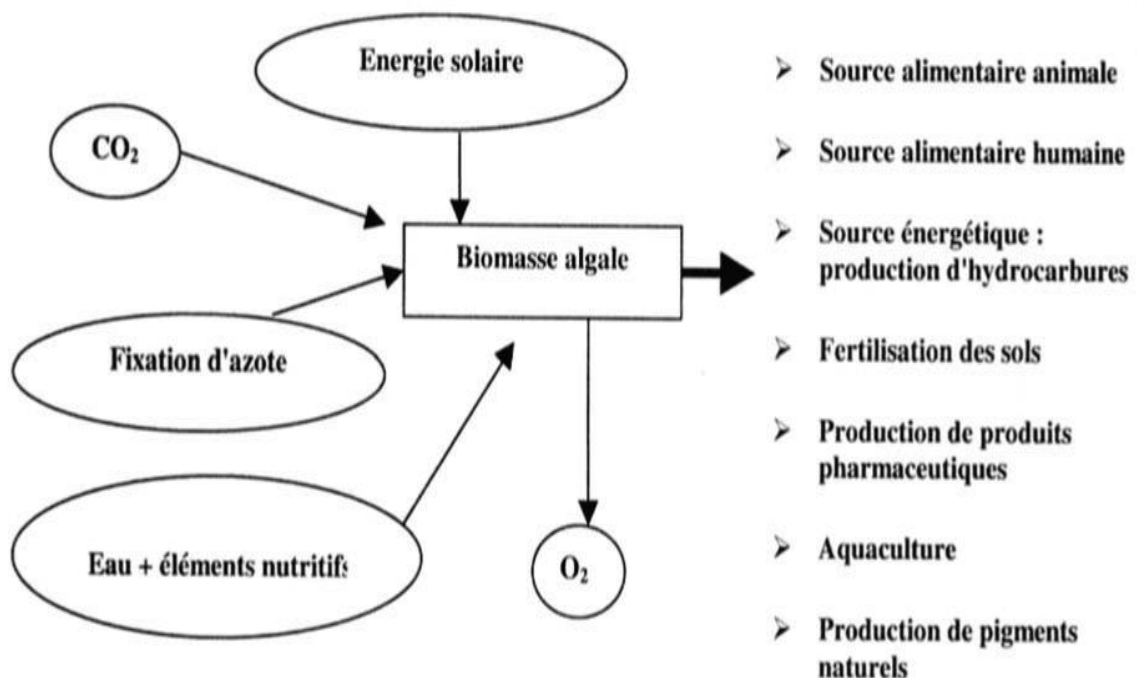 Energie solaire
CO₂
Biomasse algale
Fixation d'azote
Eau + éléments nutritifs
O₂
➢ Source alimentaire animale
➢ Source alimentaire humaine
➢ Source énergétique :
production d'hydrocarbures
➢ Fertilisation des sols
➢ Production de produits
pharmaceutiques
➢ Aquaculture
➢ Production de pigments
naturels